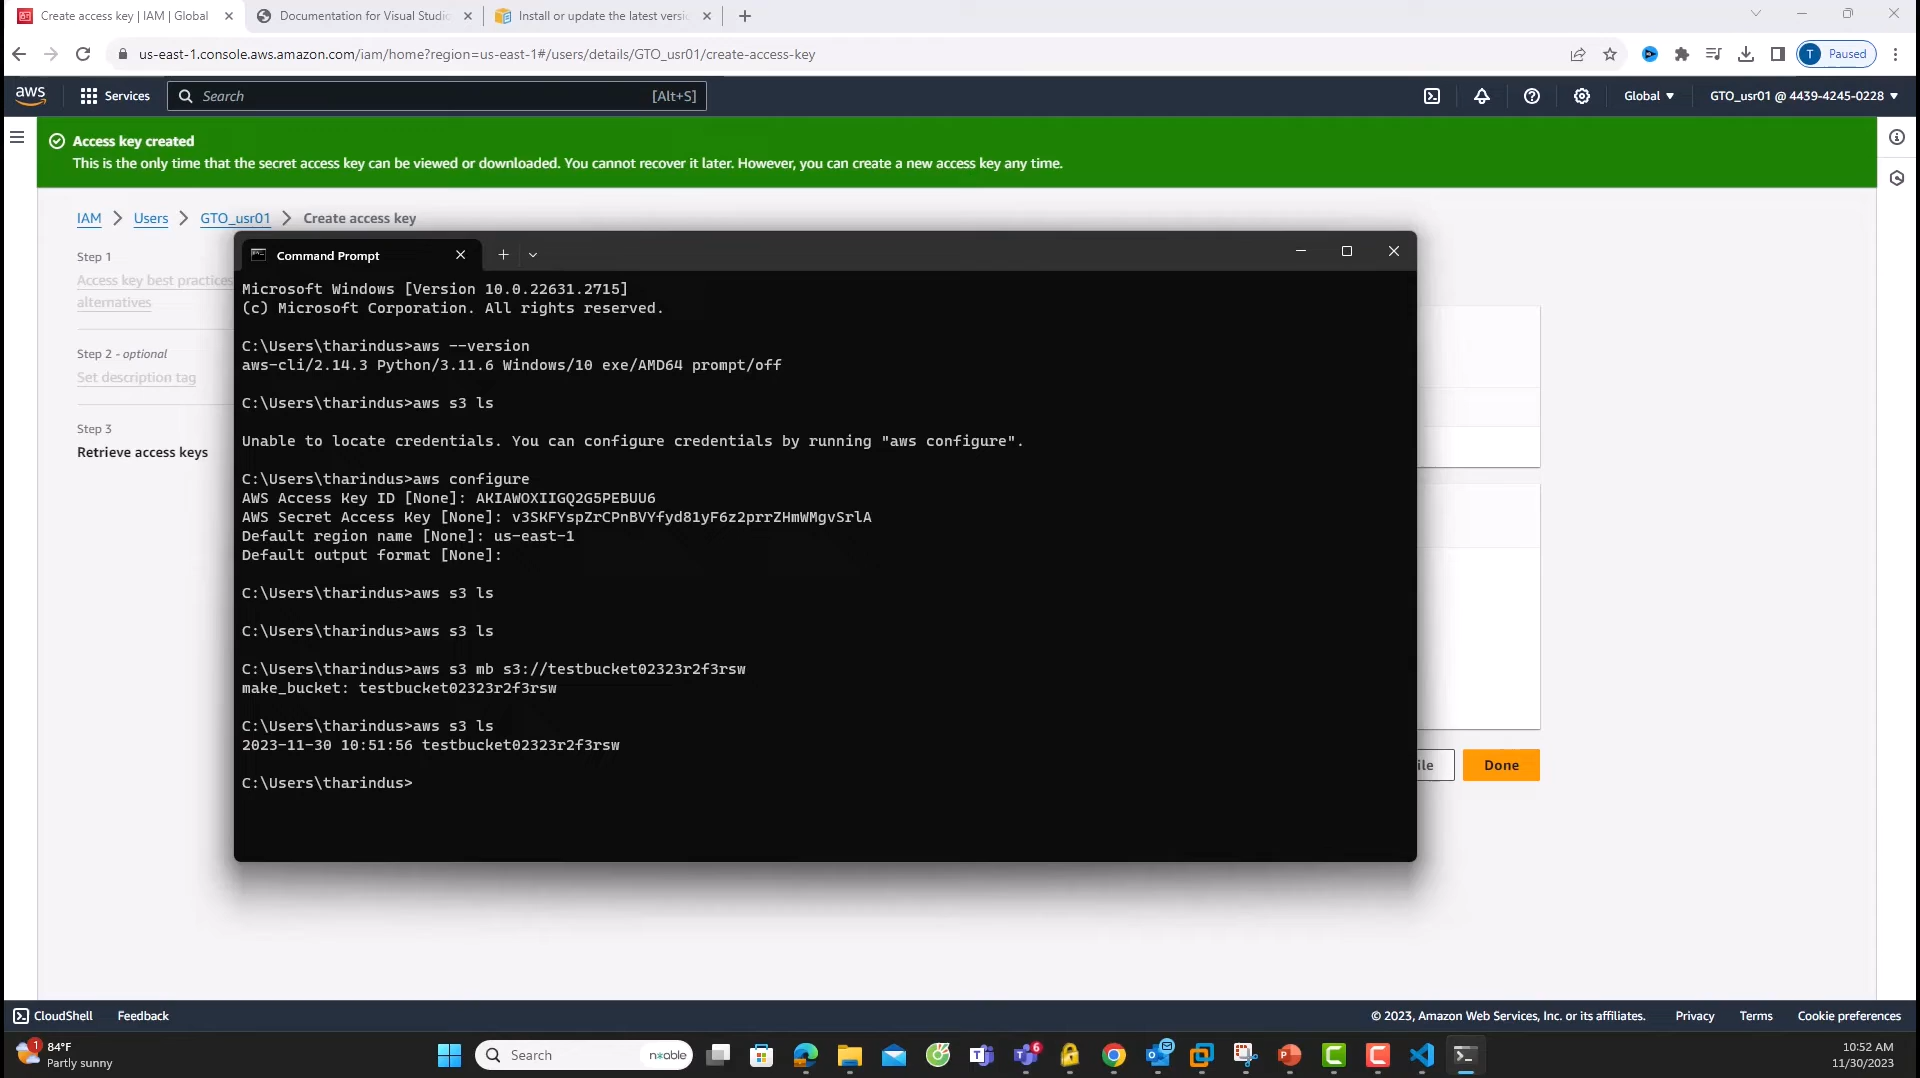 Create access key | IAM | Global
Documentation for Visual Studio
Install or update the latest versi
us-east-1.console.aws.amazon.com/iam/home?region=us-east-1#/users/details/GTO_usr01/create-access-key
T Paused
aws Services Search [Alt+S] Global GTO_usr01 @ 4439-4245-0228
Access key created
This is the only time that the secret access key can be viewed or downloaded. You cannot recover it later. However, you can create a new access key any time.
IAM Users GTO_usr01 Create access key
Step 1
Access key best practices
alternatives
Step 2 - optional
Set description tag
Step 3
Retrieve access keys
Command Prompt
Microsoft Windows [Version 10.0.22631.2715]
(c) Microsoft Corporation. All rights reserved.
C:\Users\tharindus>aws --version
aws-cli/2.14.3 Python/3.11.6 Windows/10 exe/AMD64 prompt/off
C:\Users\tharindus>aws s3 ls
Unable to locate credentials. You can configure credentials by running "aws configure".
C:\Users\tharindus>aws configure
AWS Access Key ID [None]: AKIAWOXIIGQ2G5PEBUU6
AWS Secret Access Key [None]: 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
Default region name [None]: us-east-1
Default output format [None]:
C:\Users\tharindus>aws s3 ls
C:\Users\tharindus>aws s3 ls
C:\Users\tharindus>aws s3 mb s3://testbucket02323r2f3rsw
make_bucket: testbucket02323r2f3rsw
C:\Users\tharindus>aws s3 ls
2023-11-30 10:51:56 testbucket02323r2f3rsw
C:\Users\tharindus>
ile
Done
CloudShell Feedback © 2023, Amazon Web Services, Inc. or its affiliates. Privacy Terms Cookie preferences
1 84°F
Partly sunny
Search n*able
6
10:52 AM
11/30/2023